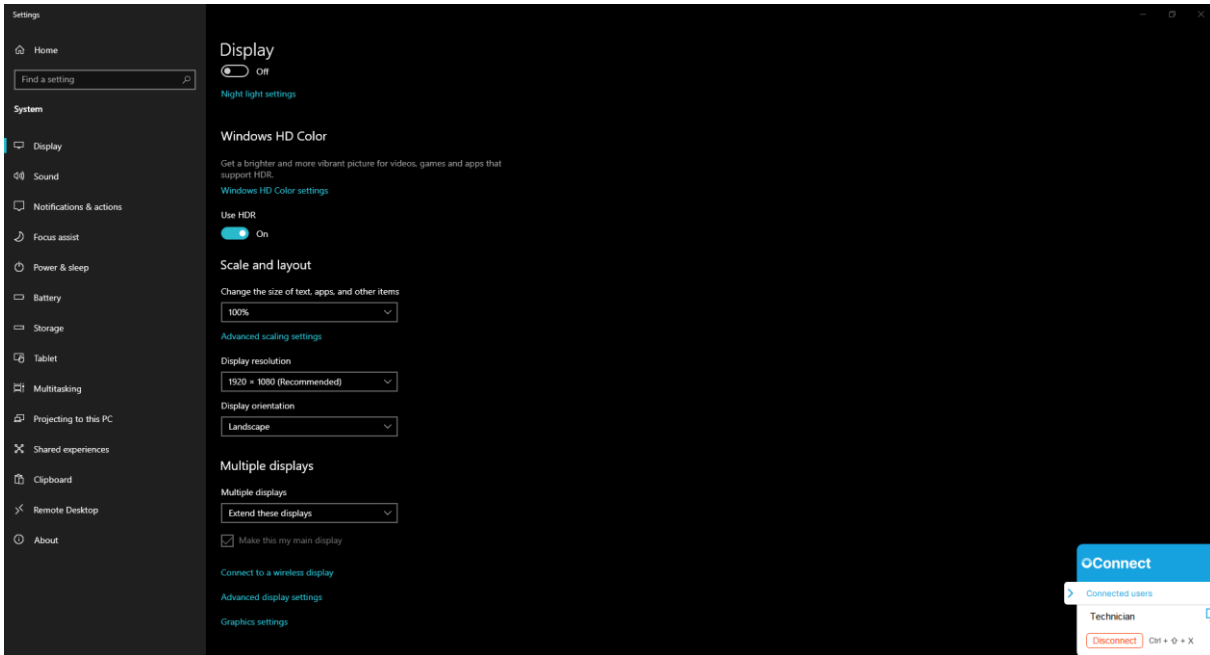 Settings
Home
Find a setting
System
Display
Sound
Notifications & actions
Focus assist
Power & sleep
Battery
Storage
Tablet
Multitasking
Projecting to this PC
Shared experiences
Clipboard
Remote Desktop
About
Display
Off
Night light settings
Windows HD Color
Get a brighter and more vibrant picture for videos, games and apps that
support HDR.
Windows HD Color settings
Use HDR
On
Scale and layout
Change the size of text, apps, and other items
100%
Advanced scaling settings
Display resolution
1920 × 1080 (Recommended)
Display orientation
Landscape
Multiple displays
Multiple displays
Extend these displays
Make this my main display
Connect to a wireless display
Advanced display settings
Graphics settings
Connect
Connected users
Technician
Disconnect Ctrl + ⇧ + X